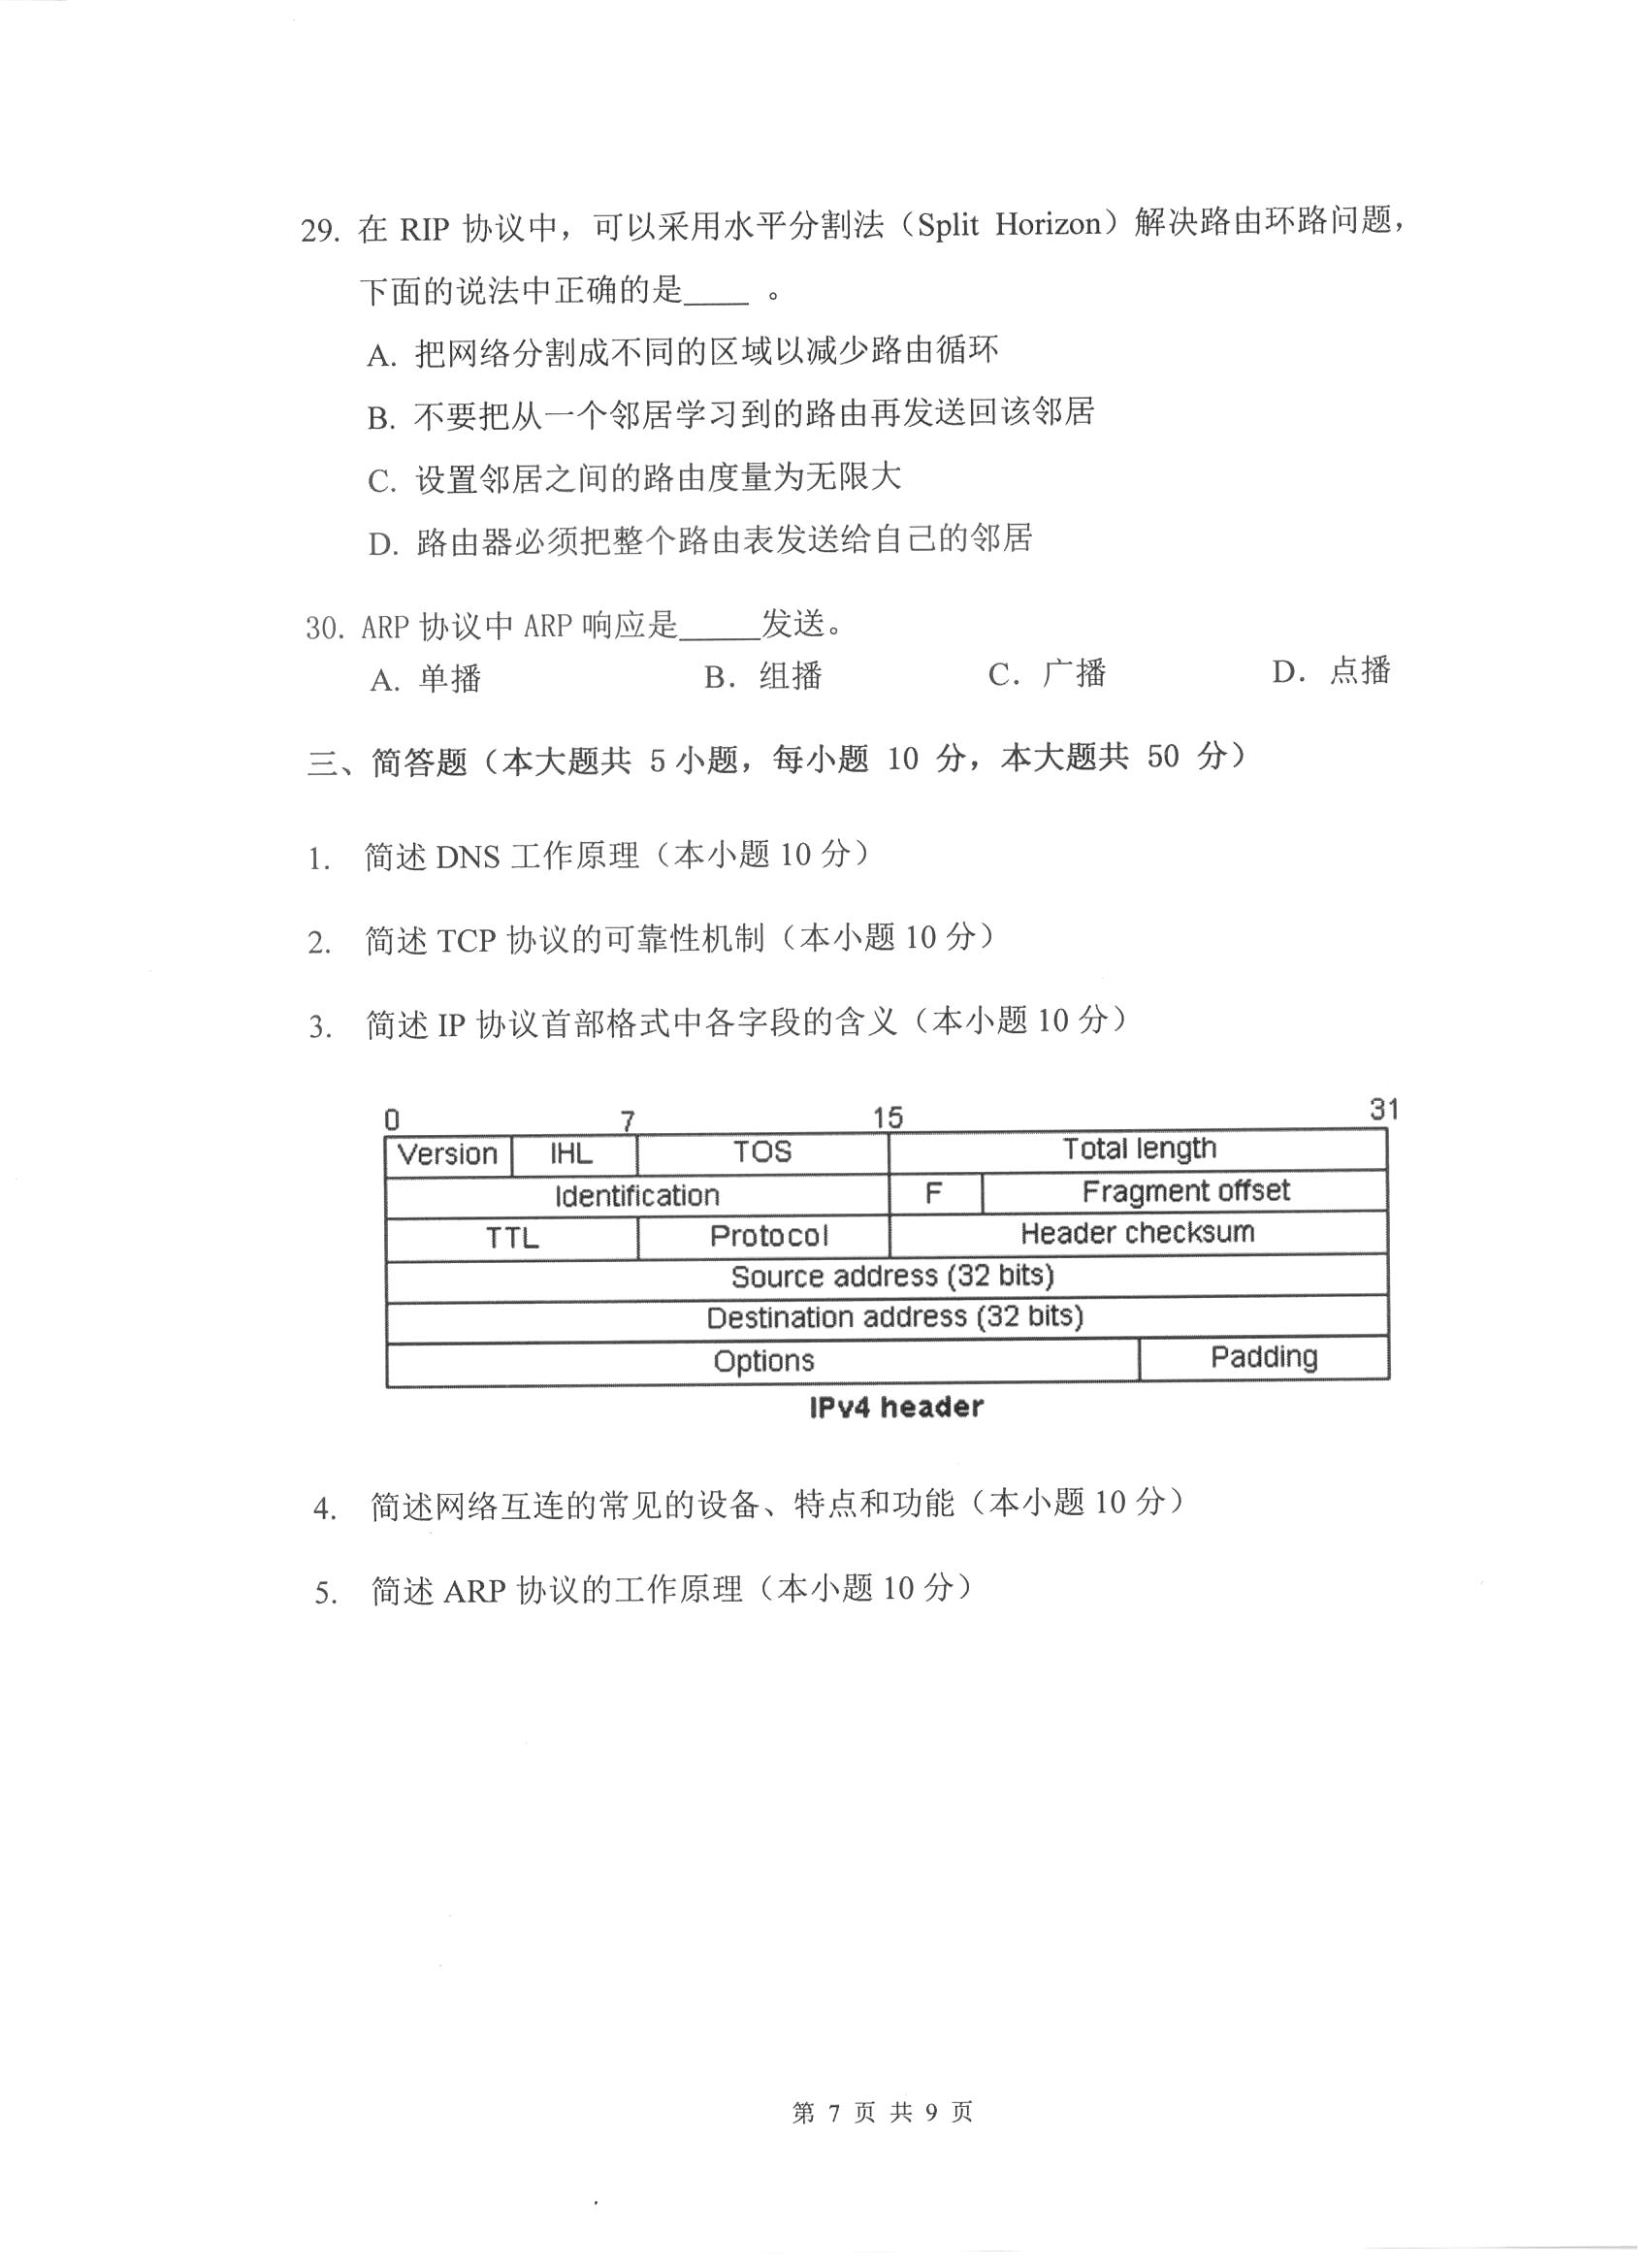 29. 在 RIP 协议中，可以采用水平分割法（Split Horizon）解决路由环路问题，
下面的说法中正确的是____ 。
A. 把网络分割成不同的区域以减少路由循环
B. 不要把从一个邻居学习到的路由再发送回该邻居
C. 设置邻居之间的路由度量为无限大
D. 路由器必须把整个路由表发送给自己的邻居
30. ARP 协议中 ARP 响应是_____发送。
A. 单播 B. 组播 C. 广播 D. 点播
三、简答题（本大题共 5 小题，每小题 10 分，本大题共 50 分）
1. 简述 DNS 工作原理（本小题 10 分）
2. 简述 TCP 协议的可靠性机制（本小题 10 分）
3. 简述 IP 协议首部格式中各字段的含义（本小题 10 分）
0 7 15 31
Version IHL TOS Total length
Identification F Fragment offset
TTL Protocol Header checksum
Source address (32 bits)
Destination address (32 bits)
Options Padding
IPv4 header
4. 简述网络互连的常见的设备、特点和功能（本小题 10 分）
5. 简述 ARP 协议的工作原理（本小题 10 分）
第 7 页 共 9 页